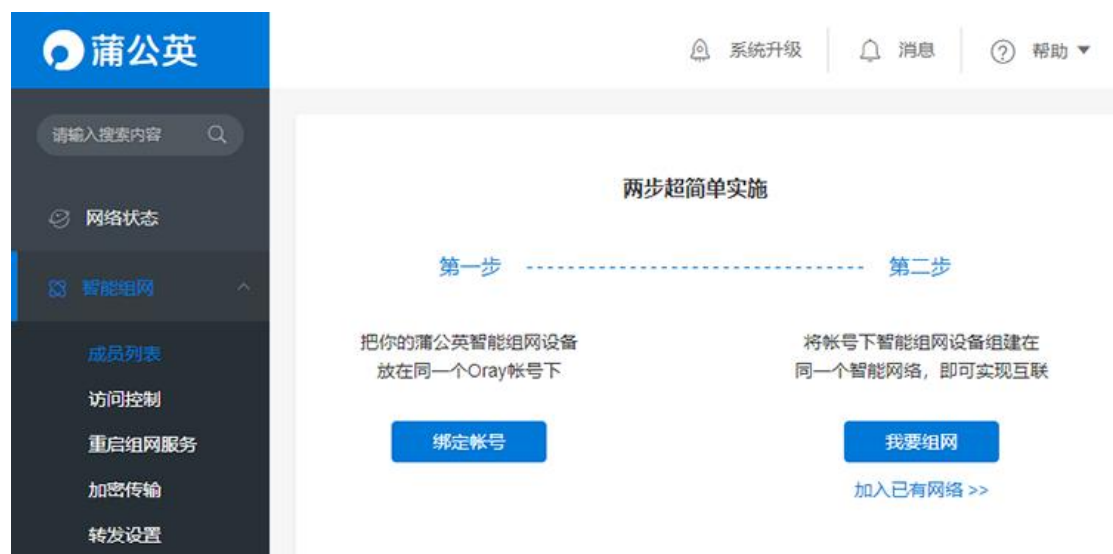 蒲公英
系统升级
消息
帮助
请输入搜索内容
网络状态
智能组网
成员列表
访问控制
重启组网服务
加密传输
转发设置
两步超简单实施
第一步
第二步
把你的蒲公英智能组网设备
放在同一个Oray帐号下
绑定帐号
将帐号下智能组网设备组建在
同一个智能网络，即可实现互联
我要组网
加入已有网络 >>